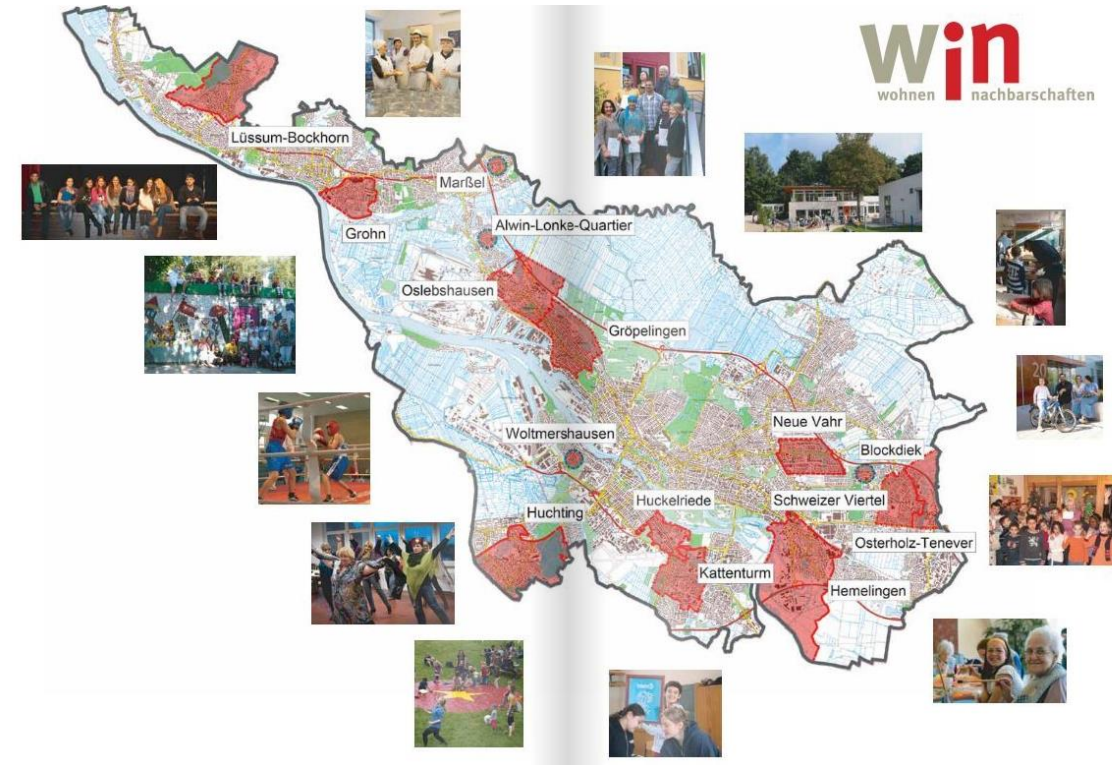 win
wohnen nachbarschaften
Lüssum-Bockhorn
Marßel
Grohn
Alwin-Lonke-Quartier
Oslebshausen
Gröpelingen
Neue Vahr
Woltmershausen
Blockdiek
Huckelriede
Schweizer Viertel
Huchting
Osterholz-Tenever
Kattenturm
Hemelingen
20